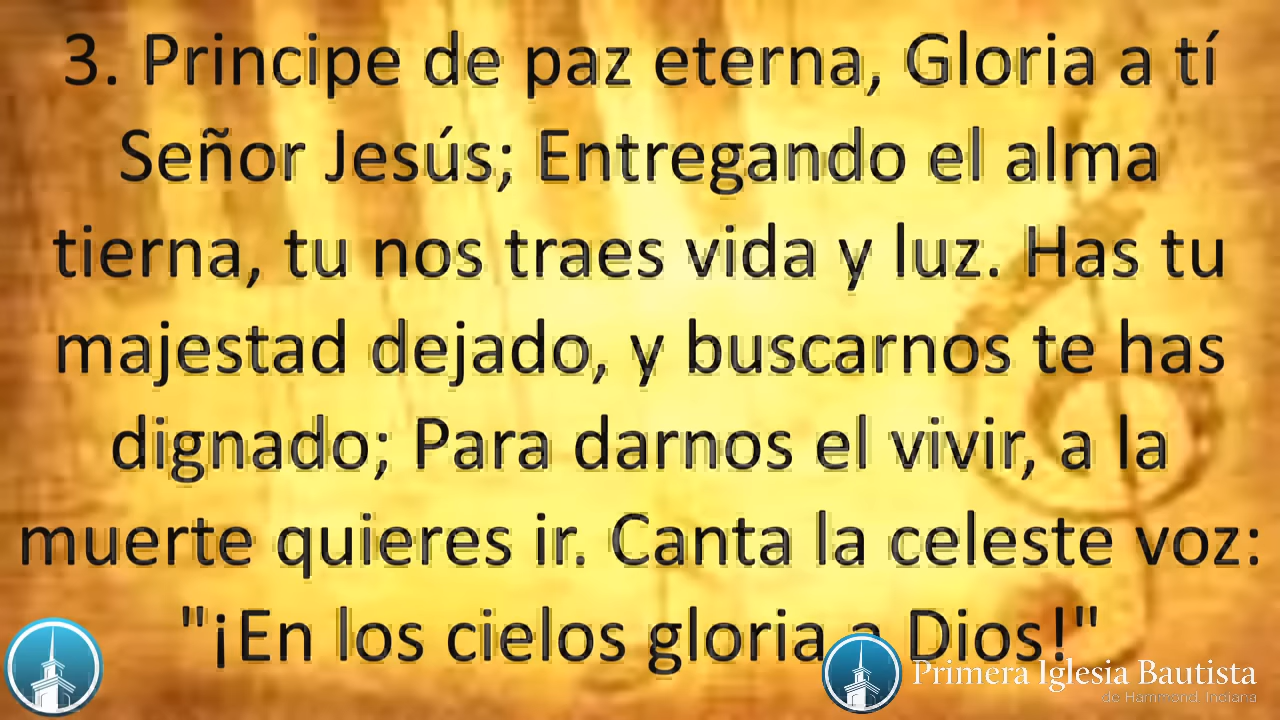 3. Principe de paz eterna, Gloria a tí
Señor Jesús; Entregando el alma
tierna, tu nos traes vida y luz. Has tu
majestad dejado, y buscarnos te has
dignado; Para darnos el vivir, a la
muerte quieres ir. Canta la celeste voz:
"¡En los cielos gloria a Dios!"
Primera Iglesia Bautista
de Hammond, Indiana